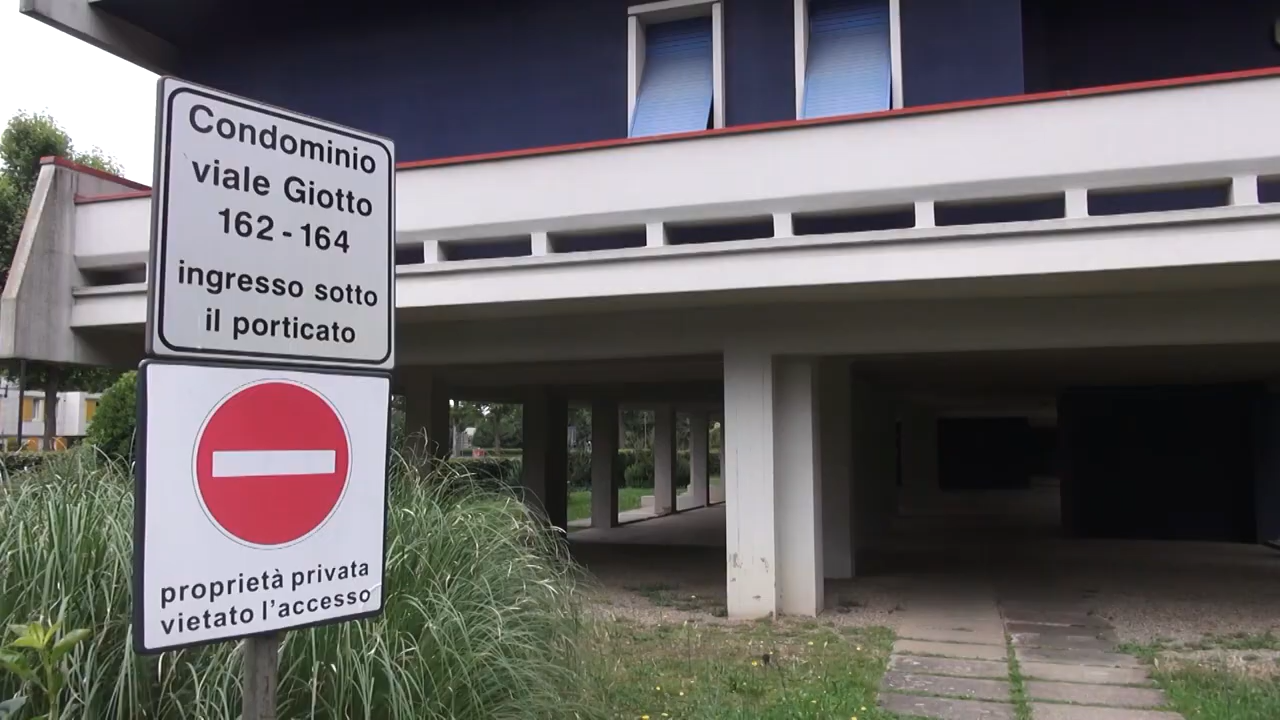 Condominio
viale Giotto
162 - 164
ingresso sotto
il porticato
proprietà privata
vietato l'accesso